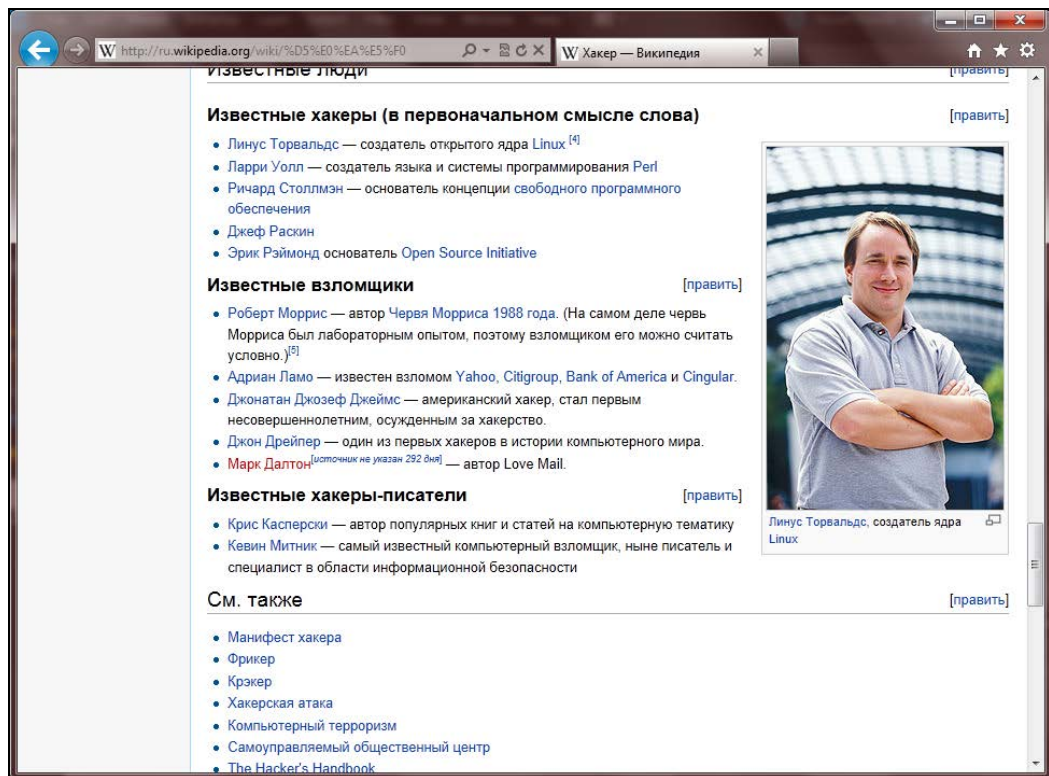 http://ru.wikipedia.org/wiki/%D5%E0%EA%E5%F0
W Хакер — Википедия
Известные люди [править]
Известные хакеры (в первоначальном смысле слова) [править]
Линус Торвальдс — создатель открытого ядра Linux [4]
Ларри Уолл — создатель языка и системы программирования Perl
Ричард Столлмэн — основатель концепции свободного программного
обеспечения
Джеф Раскин
Эрик Рэймонд основатель Open Source Initiative
Известные взломщики [править]
Роберт Моррис — автор Червя Морриса 1988 года. (На самом деле червь
Морриса был лабораторным опытом, поэтому взломщиком его можно считать
условно.)[5]
Адриан Ламо — известен взломом Yahoo, Citigroup, Bank of America и Cingular.
Джонатан Джозеф Джеймс — американский хакер, стал первым
несовершеннолетним, осужденным за хакерство.
Джон Дрейпер — один из первых хакеров в истории компьютерного мира.
Марк Далтон[источник не указан 292 дня] — автор Love Mail.
Известные хакеры-писатели [править]
Крис Касперски — автор популярных книг и статей на компьютерную тематику
Кевин Митник — самый известный компьютерный взломщик, ныне писатель и
специалист в области информационной безопасности
Линус Торвальдс, создатель ядра
Linux
См. также [править]
Манифест хакера
Фрикер
Крэкер
Хакерская атака
Компьютерный терроризм
Самоуправляемый общественный центр
The Hacker's Handbook